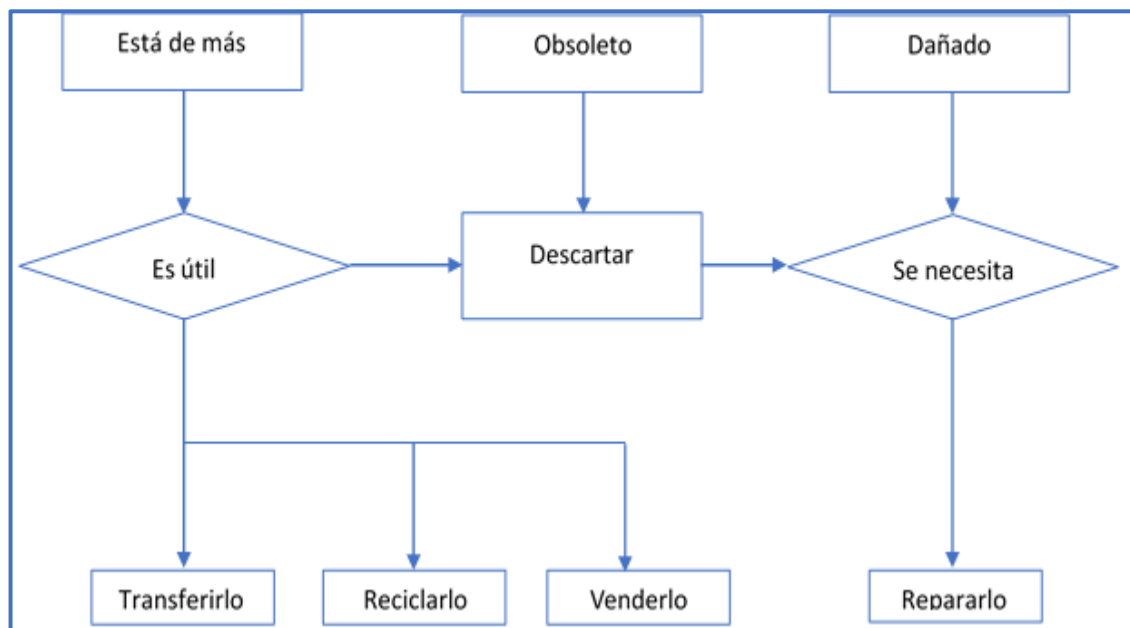 Está de más
Obsoleto
Dañado
Es útil
Descartar
Se necesita
Transferirlo
Reciclarlo
Venderlo
Repararlo